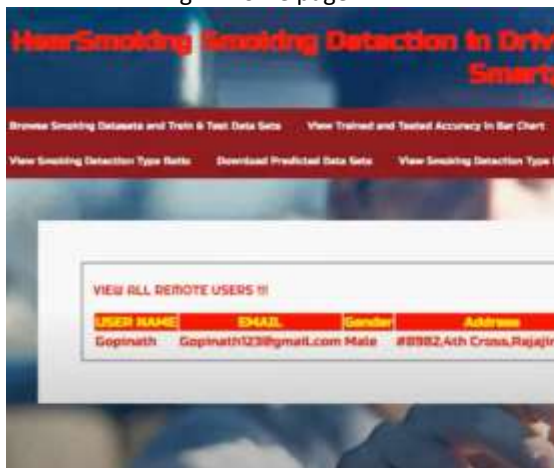 HearSmoking Smoking Detection in Driv
Smart
Browse Smoking Datasets and Train & Test Data Sets View Trained and Tested Accuracy in Bar Chart
View Smoking Detection Type Ratio Download Predicted Data Sets View Smoking Detection Type
VIEW ALL REMOTE USERS !!!
USER NAME EMAIL Gender Address
Gopinath Gopinath123@gmail.com Male #8982,4th Cross,Rajajin